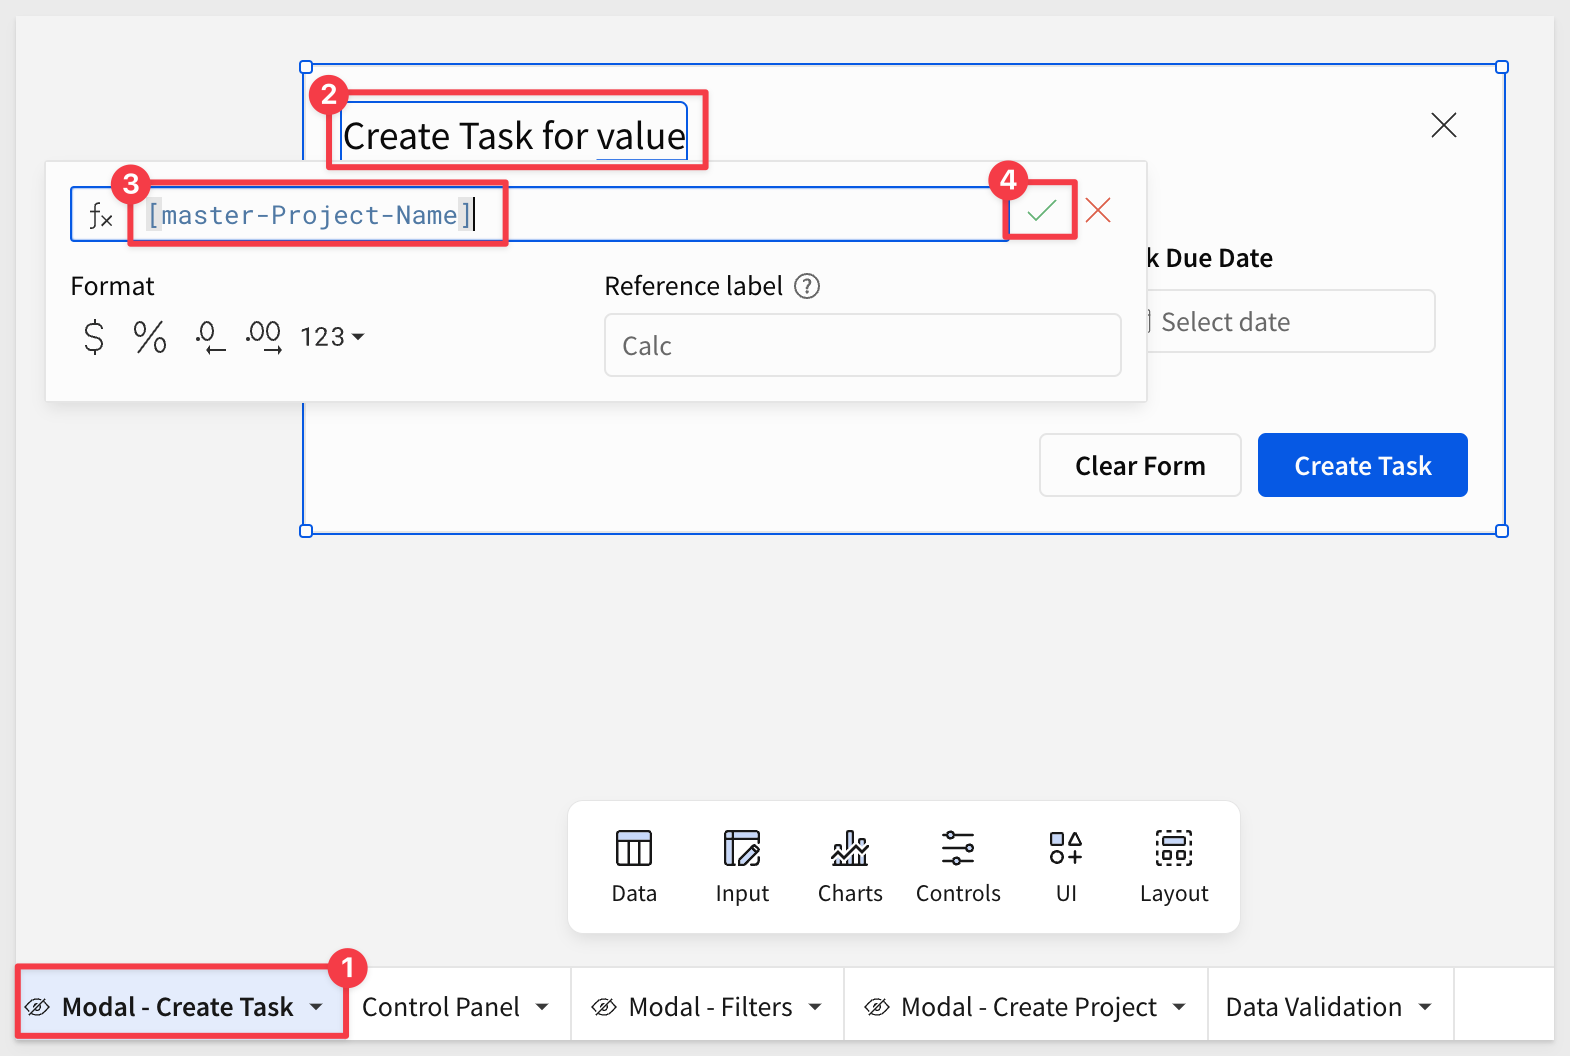 2
Create Task for value
3
4
fx [master-Project-Name]
k Due Date
Format
Reference label ?
Select date
$ % .0 .00 123
Calc
Clear Form
Create Task
Data Input Charts Controls UI Layout
1
Modal - Create Task Control Panel Modal - Filters Modal - Create Project Data Validation